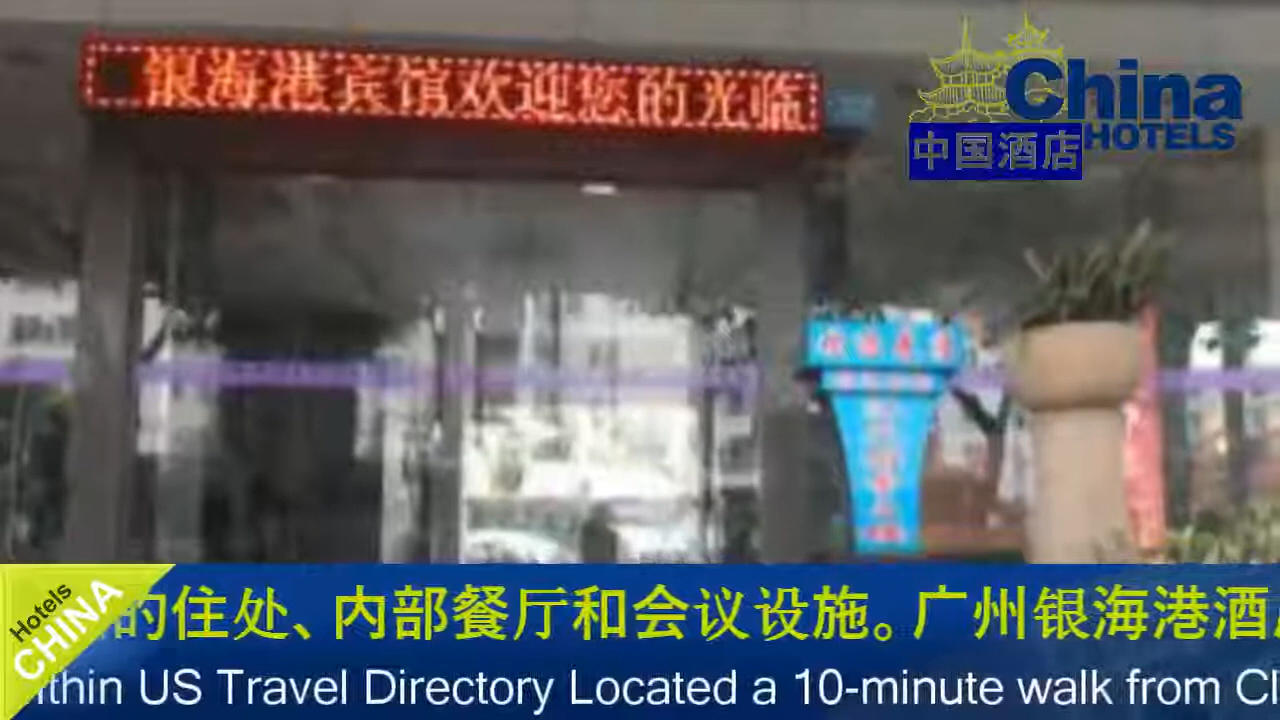 银海港宾馆欢迎您的光临
China
HOTELS
中国酒店
的住处、内部餐厅和会议设施。广州银海港酒
Hotels
CHINA
within US Travel Directory Located a 10-minute walk from